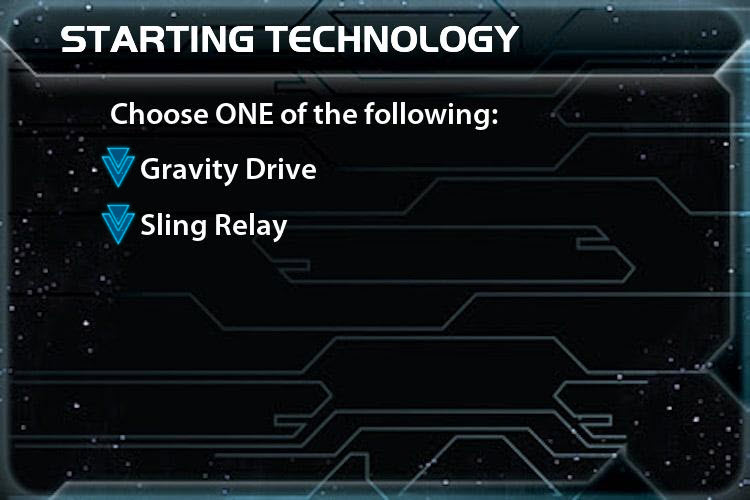 STARTING TECHNOLOGY
Choose ONE of the following:
Gravity Drive
Sling Relay